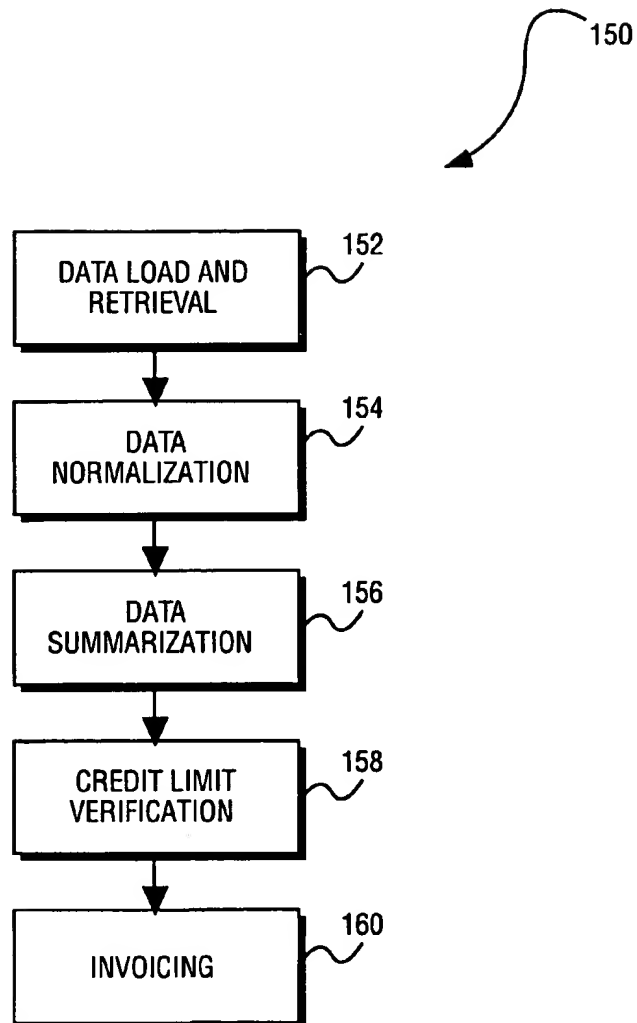 150
152
DATA LOAD AND
RETRIEVAL
154
DATA
NORMALIZATION
156
DATA
SUMMARIZATION
158
CREDIT LIMIT
VERIFICATION
160
INVOICING